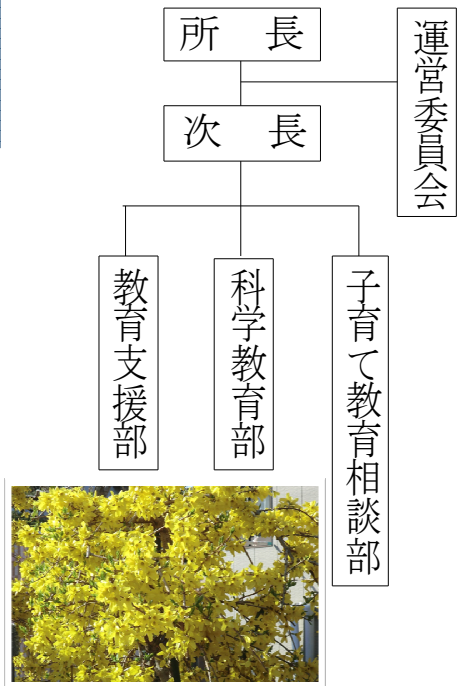 所　長
運営委員会
次　長
教育支援部
科学教育部
子育て教育相談部